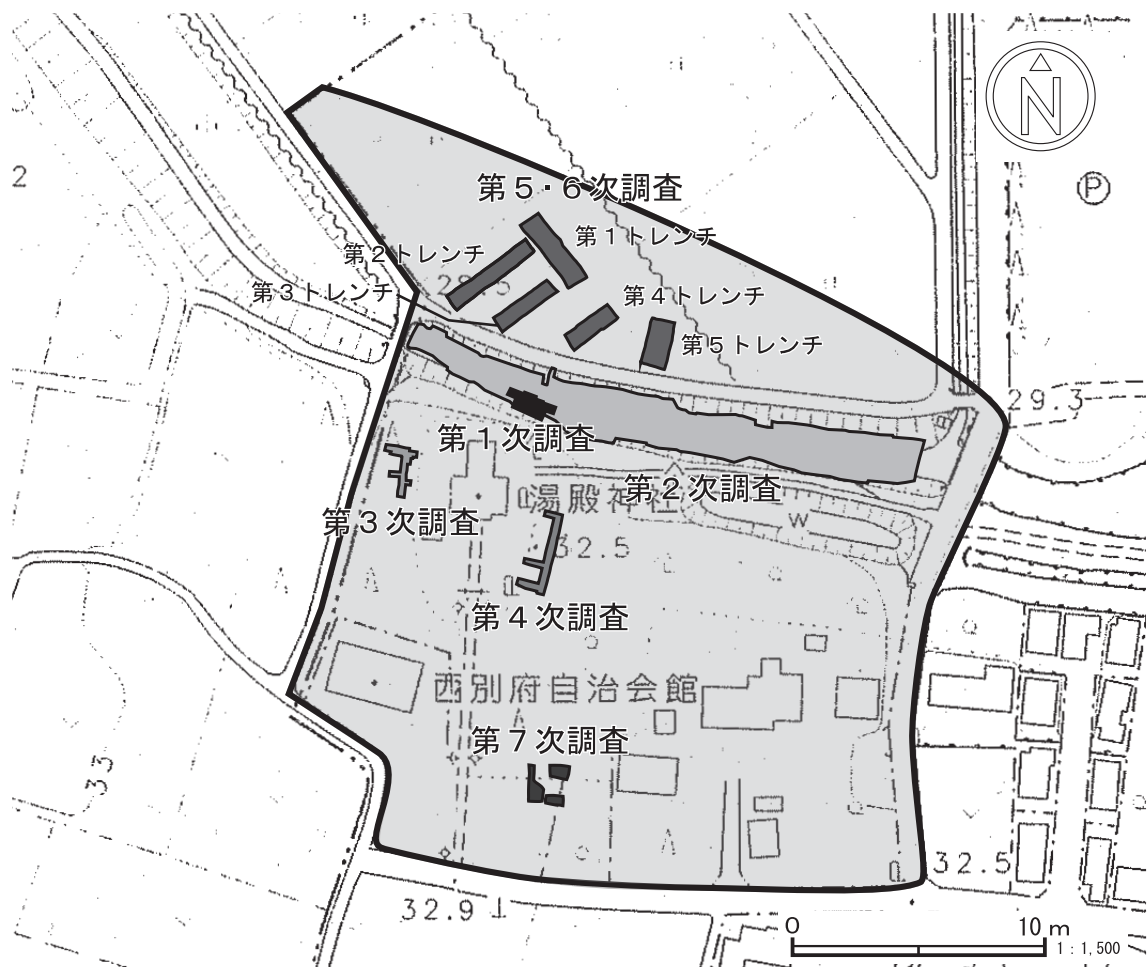 N
2
P
第5・6次調査
第1トレンチ
第2トレンチ
28.5
第3トレンチ
第4トレンチ
第5トレンチ
29.3
第1次調査
第2次調査
湯殿神社
W
第3次調査
32.5
第4次調査
西別府自治会館
第7次調査
33
32.5
32.9
0
10m
1:1,500